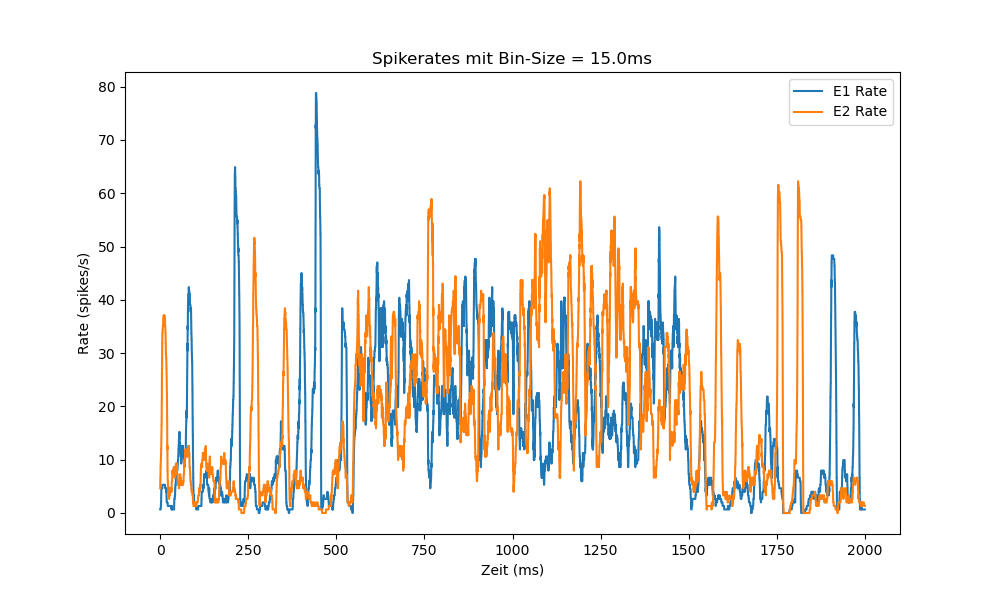 Spikerates mit Bin-Size = 15.0ms
E1 Rate
E2 Rate
80
70
60
50
40
30
20
10
0
Rate (spikes/s)
0 250 500 750 1000 1250 1500 1750 2000
Zeit (ms)